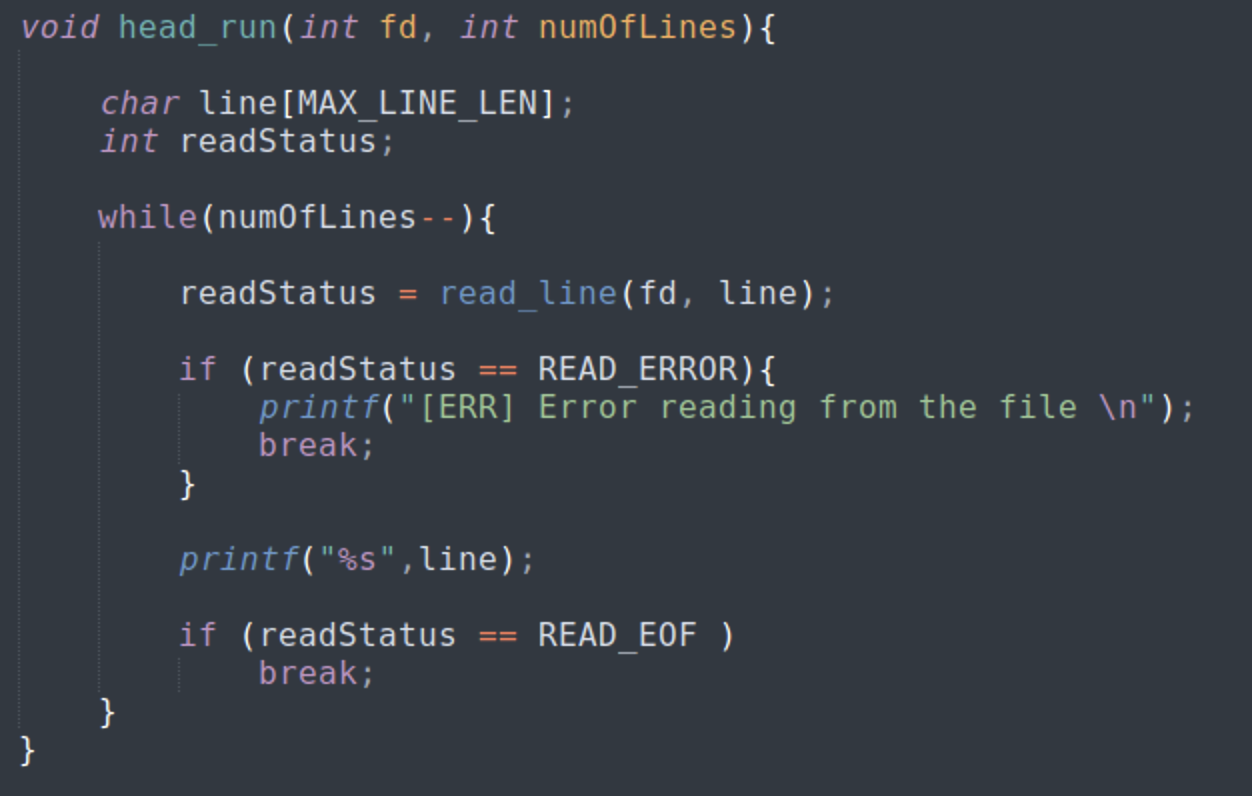 void head_run(int fd, int numOfLines){
char line[MAX_LINE_LEN];
int readStatus;
while(numOfLines--){
readStatus = read_line(fd, line);
if (readStatus == READ_ERROR){
printf("[ERR] Error reading from the file \n");
break;
}
printf("%s",line);
if (readStatus == READ_EOF )
break;
}
}